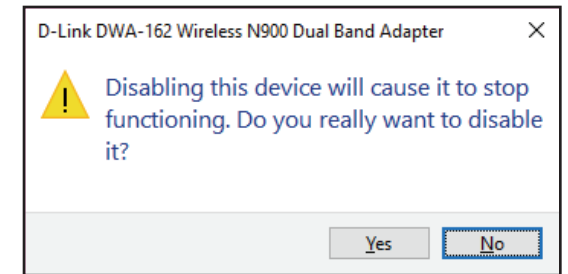 D-Link DWA-162 Wireless N900 Dual Band Adapter
Disabling this device will cause it to stop
functioning. Do you really want to disable
it?
Yes No